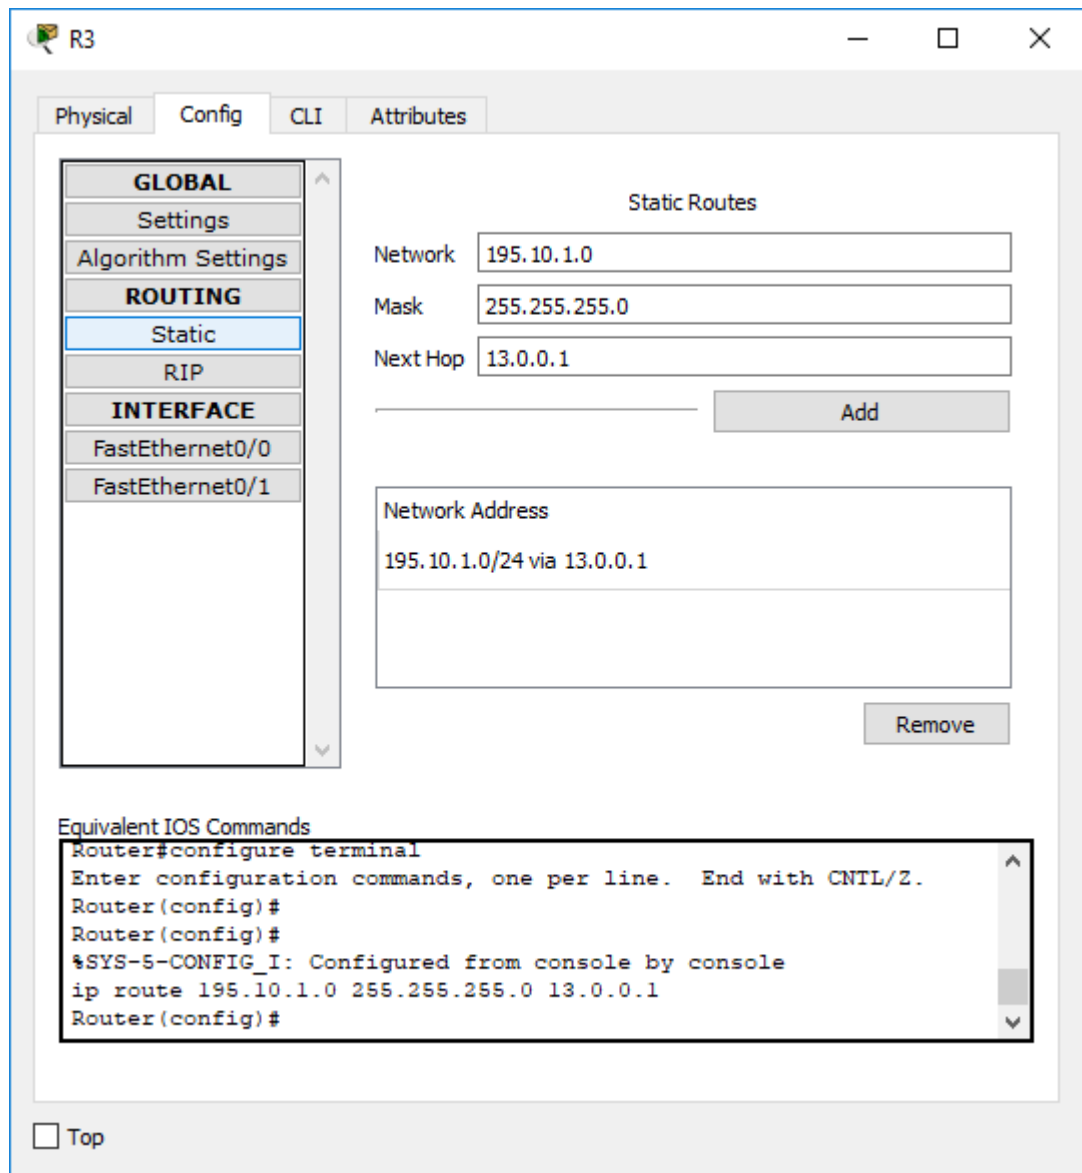 R3
Physical Config CLI Attributes
GLOBAL
Settings
Algorithm Settings
ROUTING
Static
RIP
INTERFACE
FastEthernet0/0
FastEthernet0/1
Static Routes
Network 195.10.1.0
Mask 255.255.255.0
Next Hop 13.0.0.1
Add
Network Address
195.10.1.0/24 via 13.0.0.1
Remove
Equivalent IOS Commands
Router#configure terminal
Enter configuration commands, one per line.  End with CNTL/Z.
Router(config)#
Router(config)#
%SYS-5-CONFIG_I: Configured from console by console
ip route 195.10.1.0 255.255.255.0 13.0.0.1
Router(config)#
Top